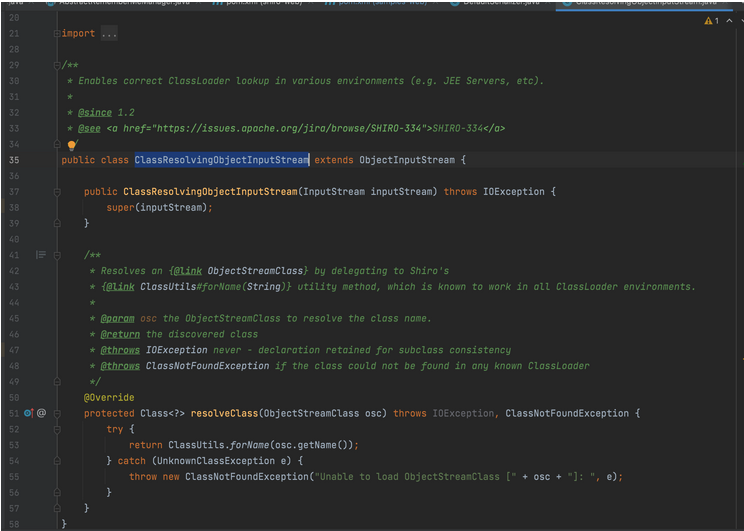 AbstractRememberMeManager.java pom.xml (shiro-web) pom.xml (samples-web) DefaultSerializer.java ClassResolvingObjectInputStream.java
20
21 import ...
28
29 /**
30 * Enables correct ClassLoader lookup in various environments (e.g. JEE Servers, etc).
31 *
32 * @since 1.2
33 * @see <a href="https://issues.apache.org/jira/browse/SHIRO-334">SHIRO-334</a>
34 */
35 public class ClassResolvingObjectInputStream extends ObjectInputStream {
36
37 public ClassResolvingObjectInputStream(InputStream inputStream) throws IOException {
38 super(inputStream);
39 }
40
41 /**
42 * Resolves an {@link ObjectStreamClass} by delegating to Shiro's
43 * {@link ClassUtils#forName(String)} utility method, which is known to work in all ClassLoader environments.
44 *
45 * @param osc the ObjectStreamClass to resolve the class name.
46 * @return the discovered class
47 * @throws IOException never - declaration retained for subclass consistency
48 * @throws ClassNotFoundException if the class could not be found in any known ClassLoader
49 */
50 @Override
51 @ protected Class<?> resolveClass(ObjectStreamClass osc) throws IOException, ClassNotFoundException {
52 try {
53 return ClassUtils.forName(osc.getName());
54 } catch (UnknownClassException e) {
55 throw new ClassNotFoundException("Unable to load ObjectStreamClass [" + osc + "]: ", e);
56 }
57 }
58 }
1